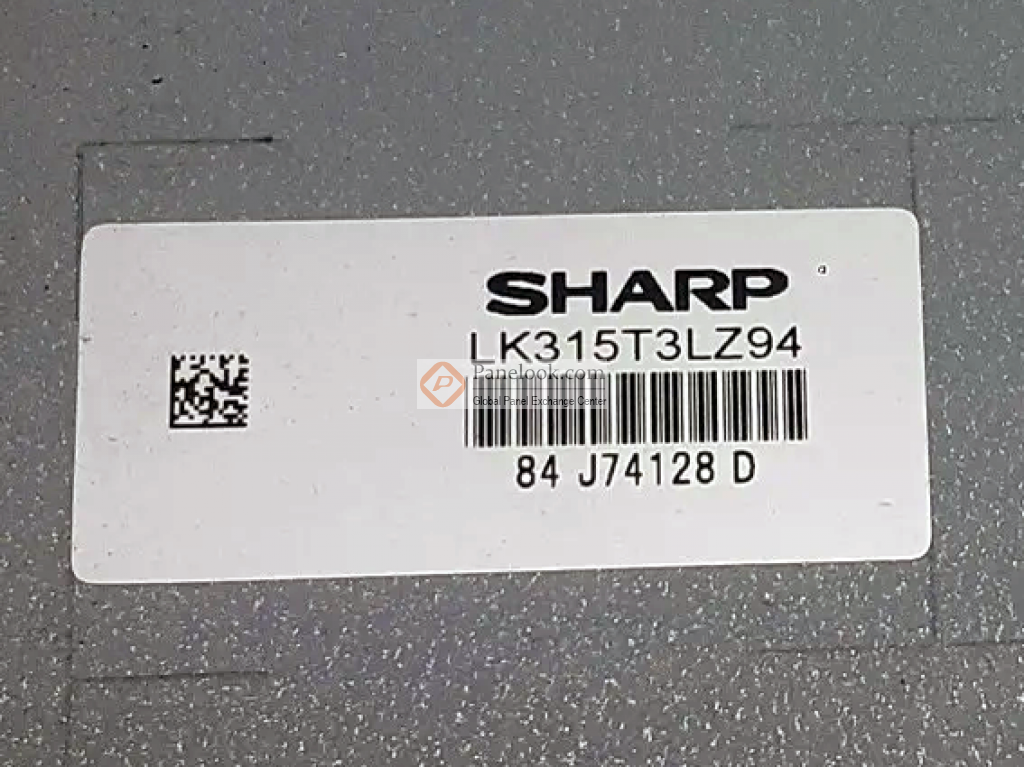 SHARP
LK315T3LZ94
Panelook.com
Global Panel Exchange Center
84 J74128 D